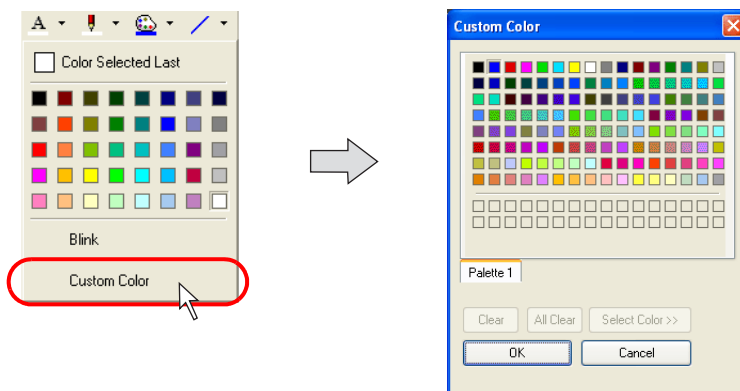 A
Color Selected Last
Blink
Custom Color
Custom Color
Palette 1
Clear
All Clear
Select Color >>
OK
Cancel